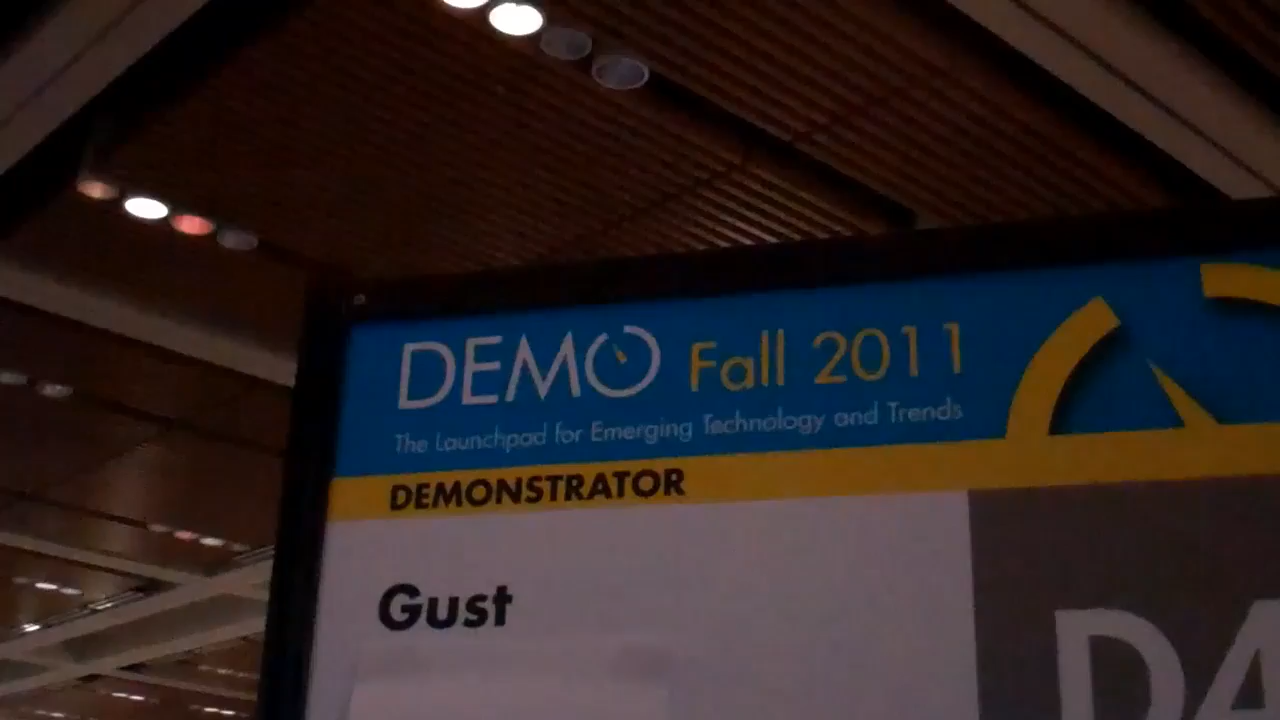 DEMO Fall 2011
The Launchpad for Emerging Technology and Trends
DEMONSTRATOR
Gust